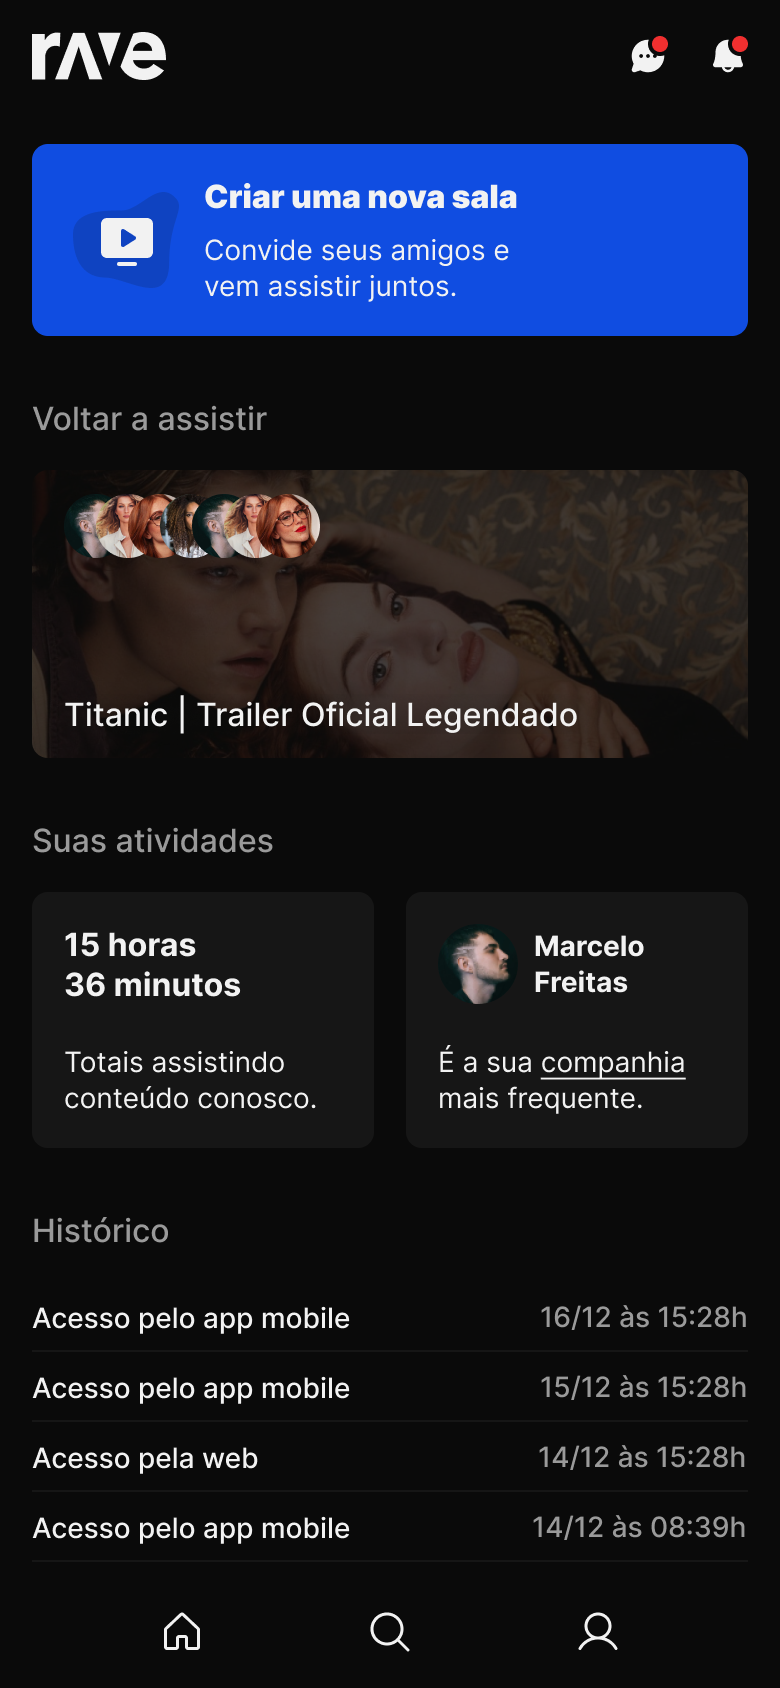 rave
Criar uma nova sala
Convide seus amigos e
vem assistir juntos.
Voltar a assistir
Titanic | Trailer Oficial Legendado
Suas atividades
15 horas
36 minutos
Totais assistindo
conteúdo conosco.
Marcelo
Freitas
É a sua companhia
mais frequente.
Histórico
Acesso pelo app mobile 16/12 às 15:28h
Acesso pelo app mobile 15/12 às 15:28h
Acesso pela web 14/12 às 15:28h
Acesso pelo app mobile 14/12 às 08:39h